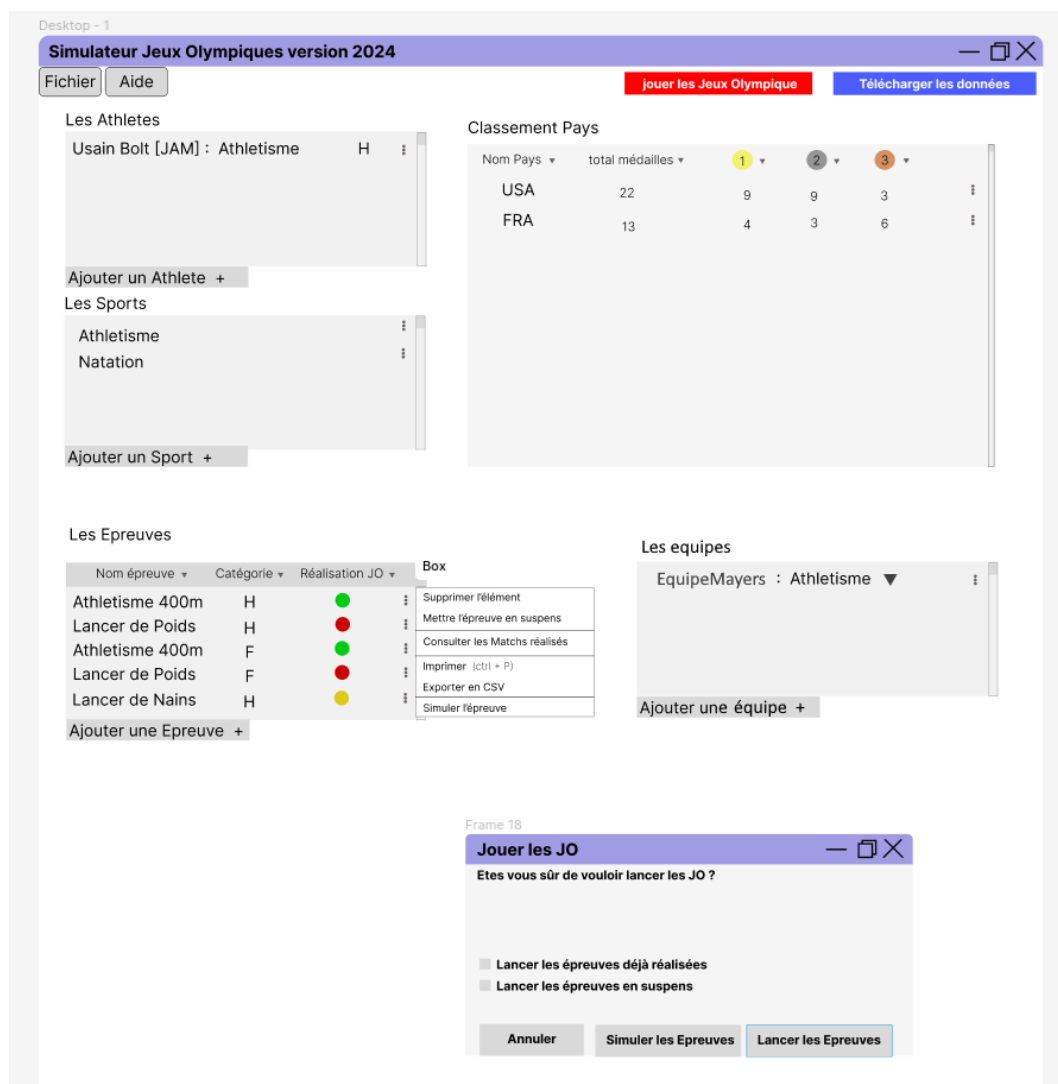 Desktop - 1
Simulateur Jeux Olympiques version 2024
Fichier Aide jouer les Jeux Olympique Télécharger les données
Les Athletes
Usain Bolt [JAM] : Athletisme H
Ajouter un Athlete +
Les Sports
Athletisme
Natation
Ajouter un Sport +
Classement Pays
Nom Pays total médailles 1 2 3
USA 22 9 9 3
FRA 13 4 3 6
Les Epreuves
Nom épreuve Catégorie Réalisation JO
Athletisme 400m H
Lancer de Poids H
Athletisme 400m F
Lancer de Poids F
Lancer de Nains H
Ajouter une Epreuve +
Box
Supprimer l'élément
Mettre l'épreuve en suspens
Consulter les Matchs réalisés
Imprimer (ctrl + P)
Exporter en CSV
Simuler l'épreuve
Les equipes
EquipeMayers : Athletisme
Ajouter une équipe +
Frame 18
Jouer les JO
Etes vous sûr de vouloir lancer les JO ?
Lancer les épreuves déjà réalisées
Lancer les épreuves en suspens
Annuler Simuler les Epreuves Lancer les Epreuves